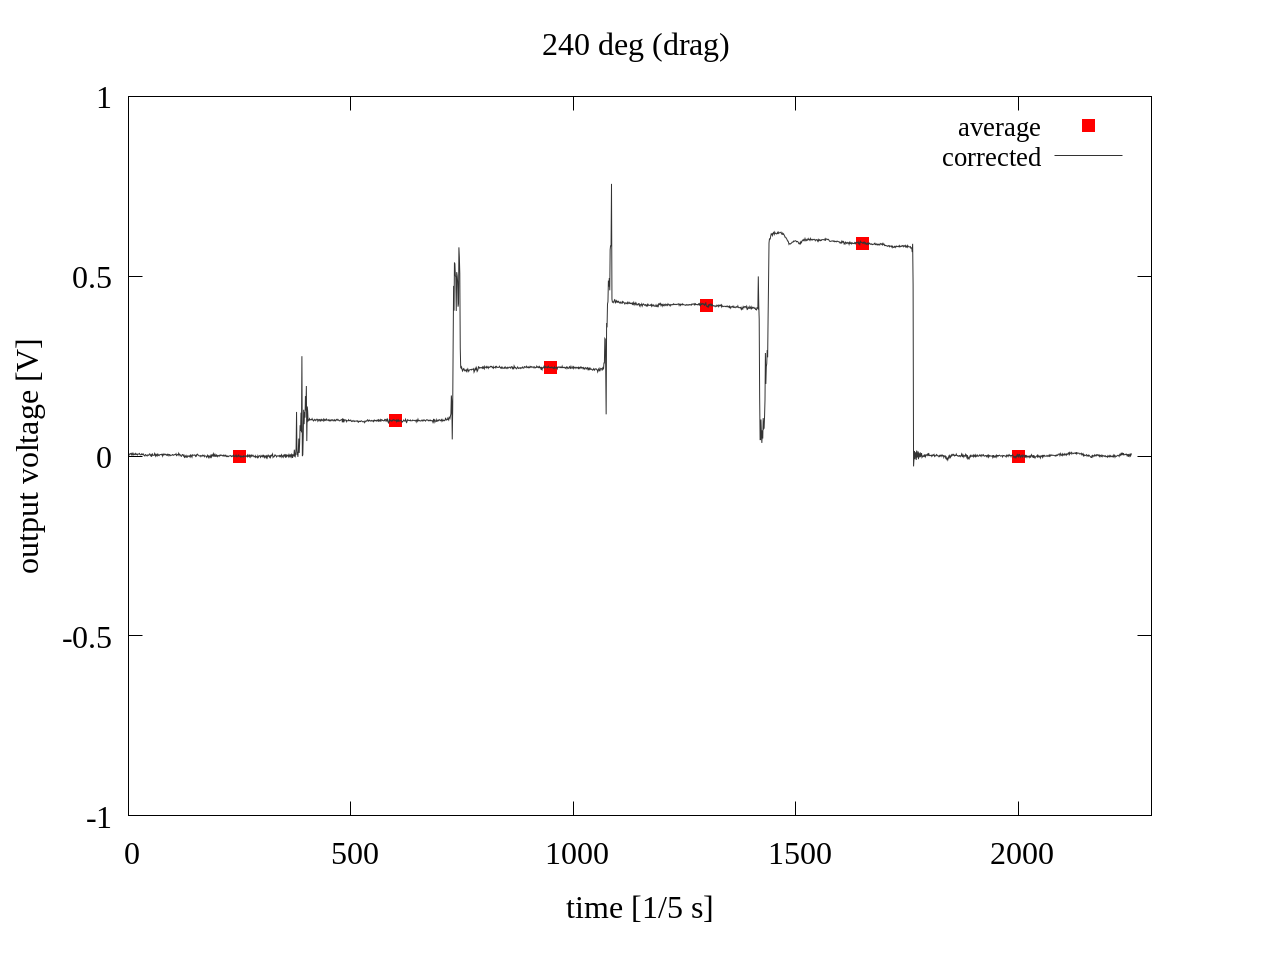 240 deg (drag)
average
corrected
1
0.5
0
-0.5
-1
output voltage [V]
0 500 1000 1500 2000
time [1/5 s]